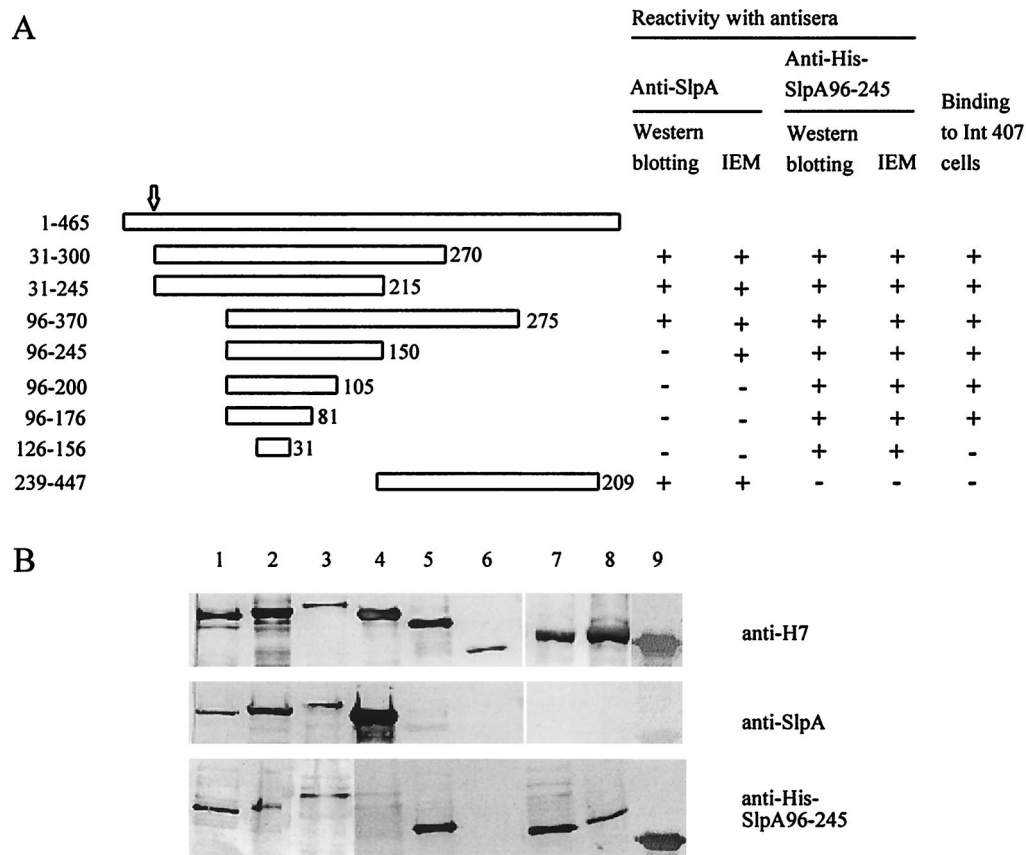 A
Reactivity with antisera
Anti-SlpA
Anti-His-
SlpA96-245
Binding
to Int 407
cells
Western
blotting
IEM
Western
blotting
IEM
1-465
31-300 270 + + + + +
31-245 215 + + + + +
96-370 275 + + + + +
96-245 150 - + + + +
96-200 105 - - + + +
96-176 81 - - + + +
126-156 31 - - + + -
239-447 209 + + - - -
B
1 2 3 4 5 6 7 8 9
anti-H7
anti-SlpA
anti-His-
SlpA96-245